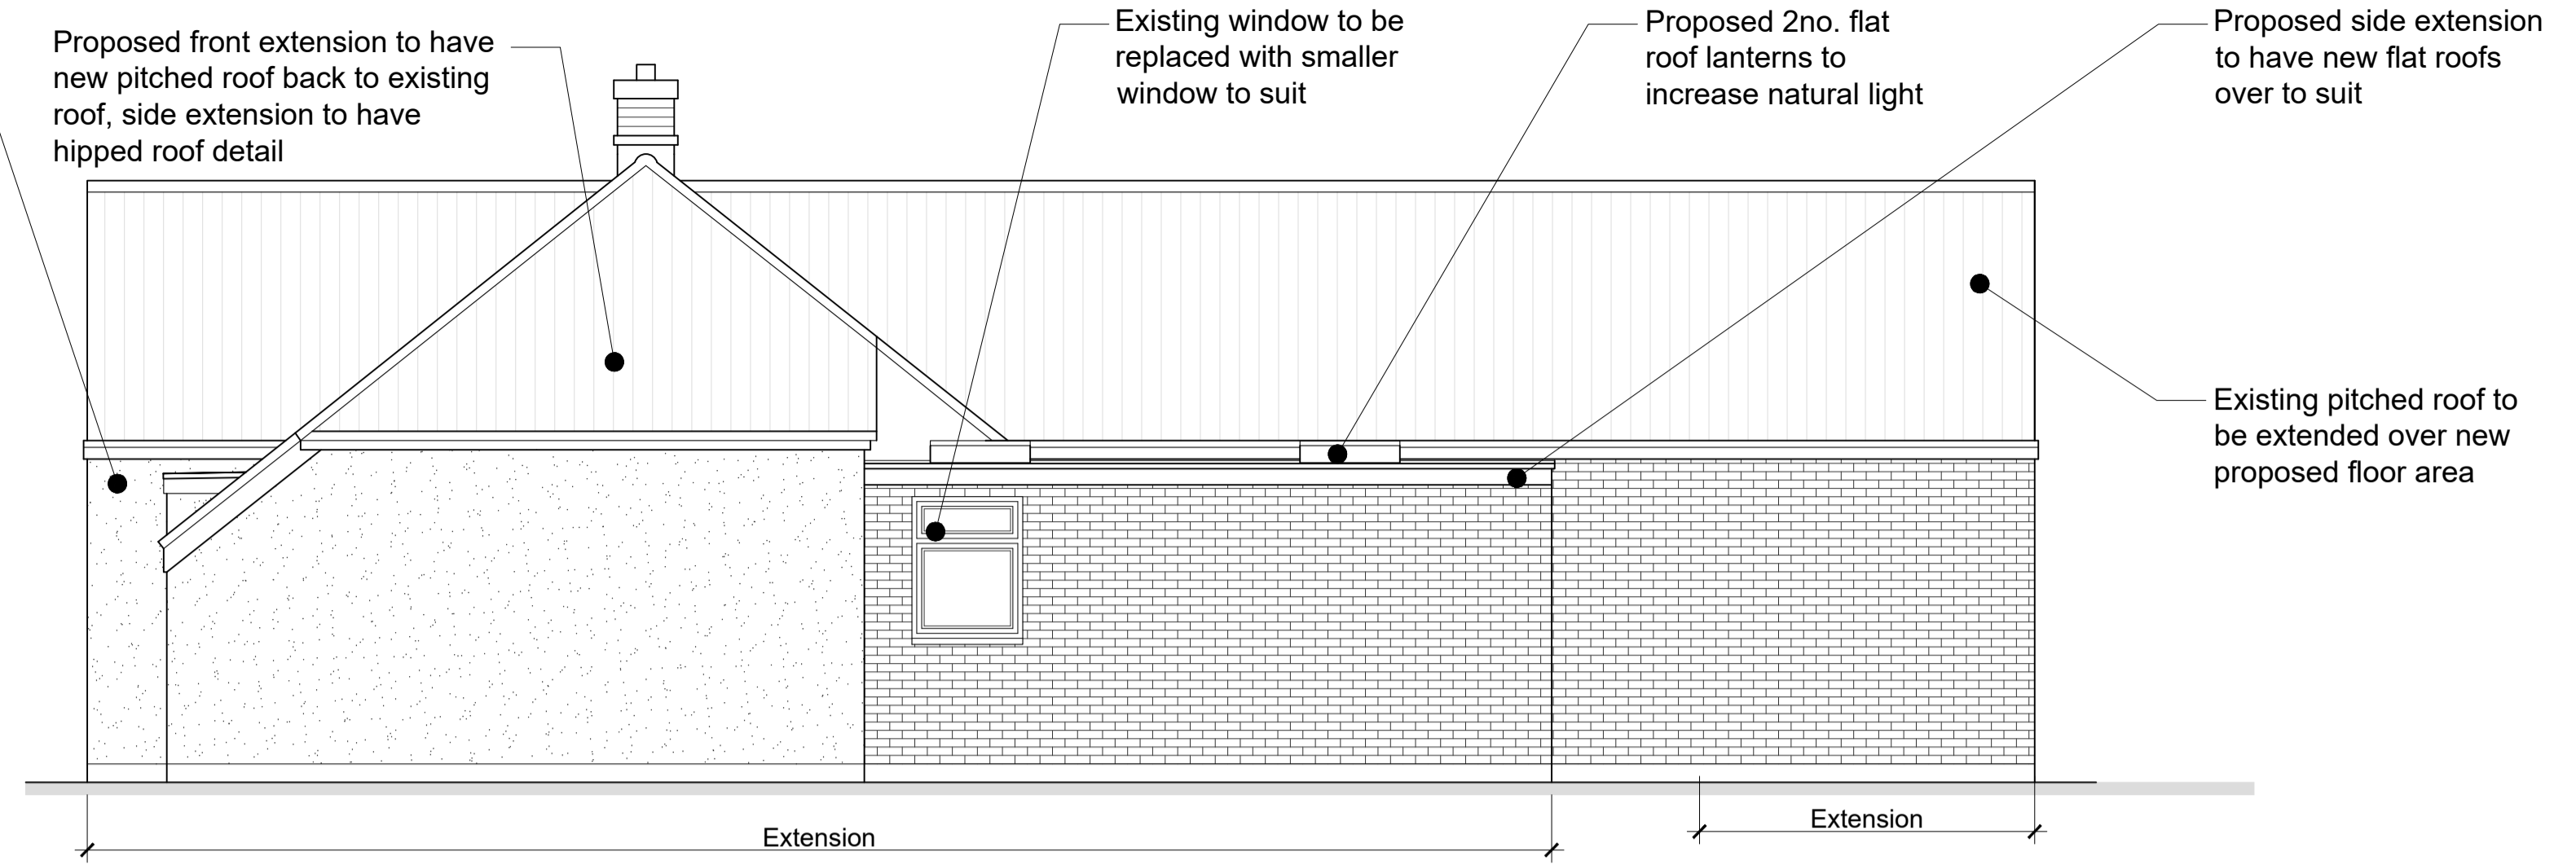 Proposed front extension to have
new pitched roof back to existing
roof, side extension to have
hipped roof detail
Existing window to be
replaced with smaller
window to suit
Proposed 2no. flat
roof lanterns to
increase natural light
Proposed side extension
to have new flat roofs
over to suit
Existing pitched roof to
be extended over new
proposed floor area
Extension
Extension